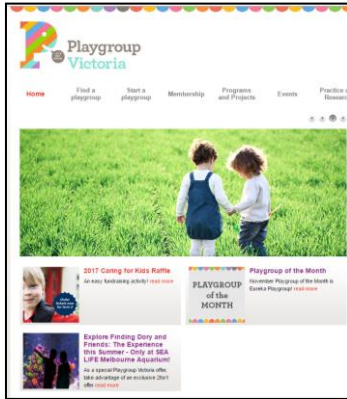 Playgroup
Victoria
Home
Find a playgroup
Start a playgroup
Membership
Programs and Projects
Events
Practice
Resear
2017 Caring for Kids Raffle
An easy fundraising activity! read more
PLAYGROUP
of the
MONTH
Playgroup of the Month
November Playgroup of the Month is
Eureka Playgroup! read more
Explore Finding Dory and
Friends: The Experience
this Summer - Only at SEA
LIFE Melbourne Aquarium!
As a special Playgroup Victoria offer,
take advantage of an exclusive
offer read more